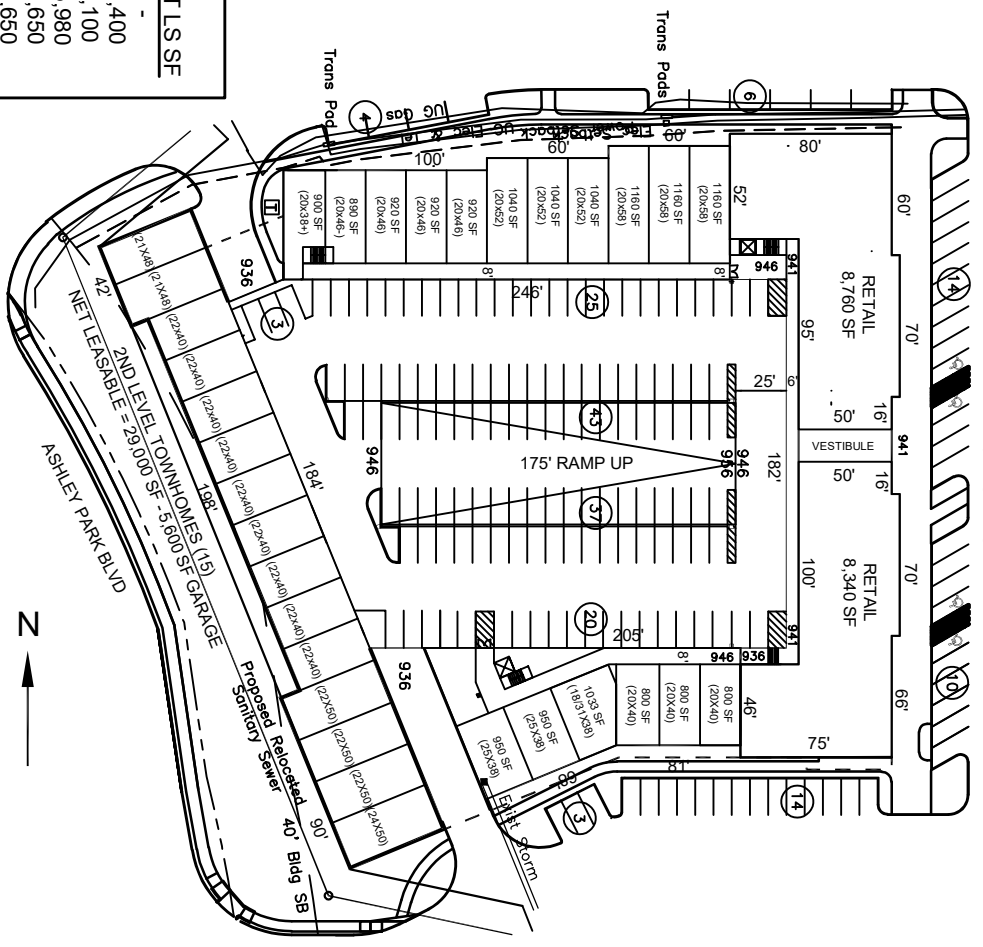 T LS SF
-
,400
,100
,980
,650
,650
Trans Pads
Trans Pad
UG Gas
4
6
100'
60'
60'
80'
60'
RETAIL
8,760 SF
70'
14
16'
50'
VESTIBULE
941
50'
16'
RETAIL
8,340 SF
70'
66'
10
75'
52'
946
941
95'
25'
6'
182'
100'
941
946
936
46'
1160 SF
(20x58)
1160 SF
(20x58)
1160 SF
(20x58)
1040 SF
(20x52)
1040 SF
(20x52)
1040 SF
(20x52)
920 SF
(20x46)
920 SF
(20x46)
920 SF
(20x46)
890 SF
(20x46-)
900 SF
(20x38+)
T
8'
8'
246'
25
43
946
175' RAMP UP
956
946
37
20
205'
8'
936
3
936
800 SF
(20X40)
800 SF
(20X40)
800 SF
(20X40)
1033 SF
(18/31X38)
950 SF
(25X38)
950 SF
(25X38)
81'
89'
14
3
Exist Storm
(21X48)
(21X48)
(22x40)
(22x40)
(22x40)
(22x40)
(22x40)
(22x40)
(22x40)
(22x40)
(22x40)
(22X50)
(22X50)
(22X50)
(24X50)
42'
184'
198'
90'
2ND LEVEL TOWNHOMES (15)
NET LEASABLE = 29,000 SF - 5,600 SF GARAGE
ASHLEY PARK BLVD
Proposed Relocated
Sanitary Sewer
40' Bldg SB
N